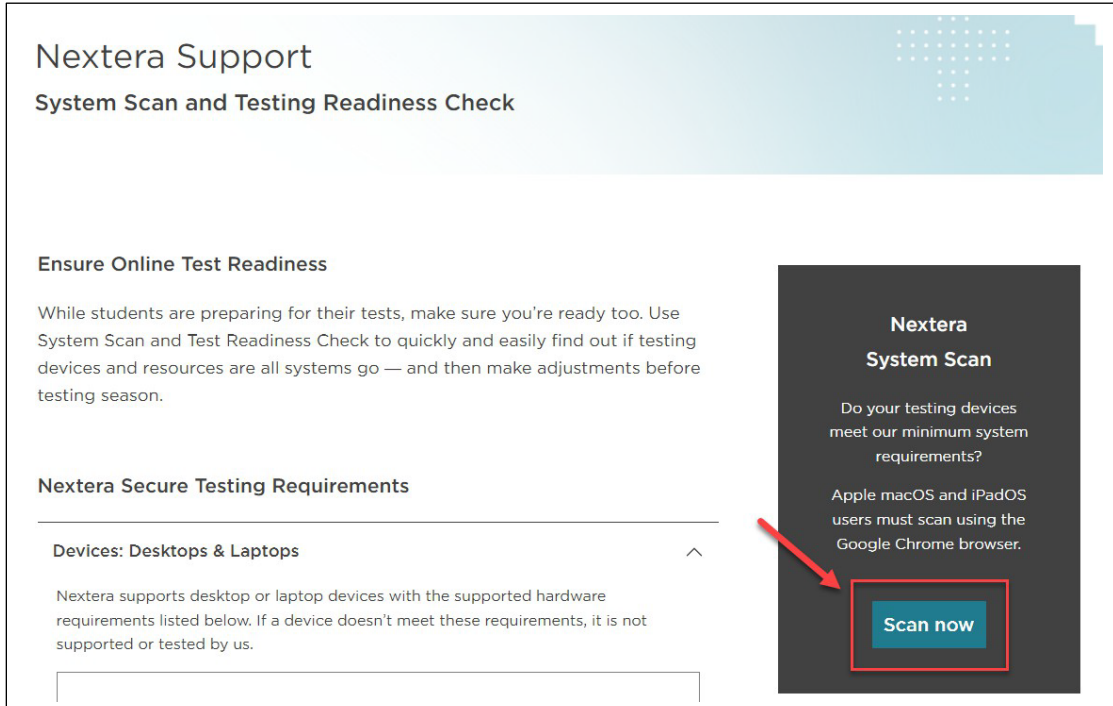 Nextera Support
System Scan and Testing Readiness Check
Ensure Online Test Readiness
While students are preparing for their tests, make sure you're ready too. Use
System Scan and Test Readiness Check to quickly and easily find out if testing
devices and resources are all systems go — and then make adjustments before
testing season.
Nextera Secure Testing Requirements
Devices: Desktops & Laptops
Nextera supports desktop or laptop devices with the supported hardware
requirements listed below. If a device doesn't meet these requirements, it is not
supported or tested by us.
Nextera
System Scan
Do your testing devices
meet our minimum system
requirements?
Apple macOS and iPadOS
users must scan using the
Google Chrome browser.
Scan now